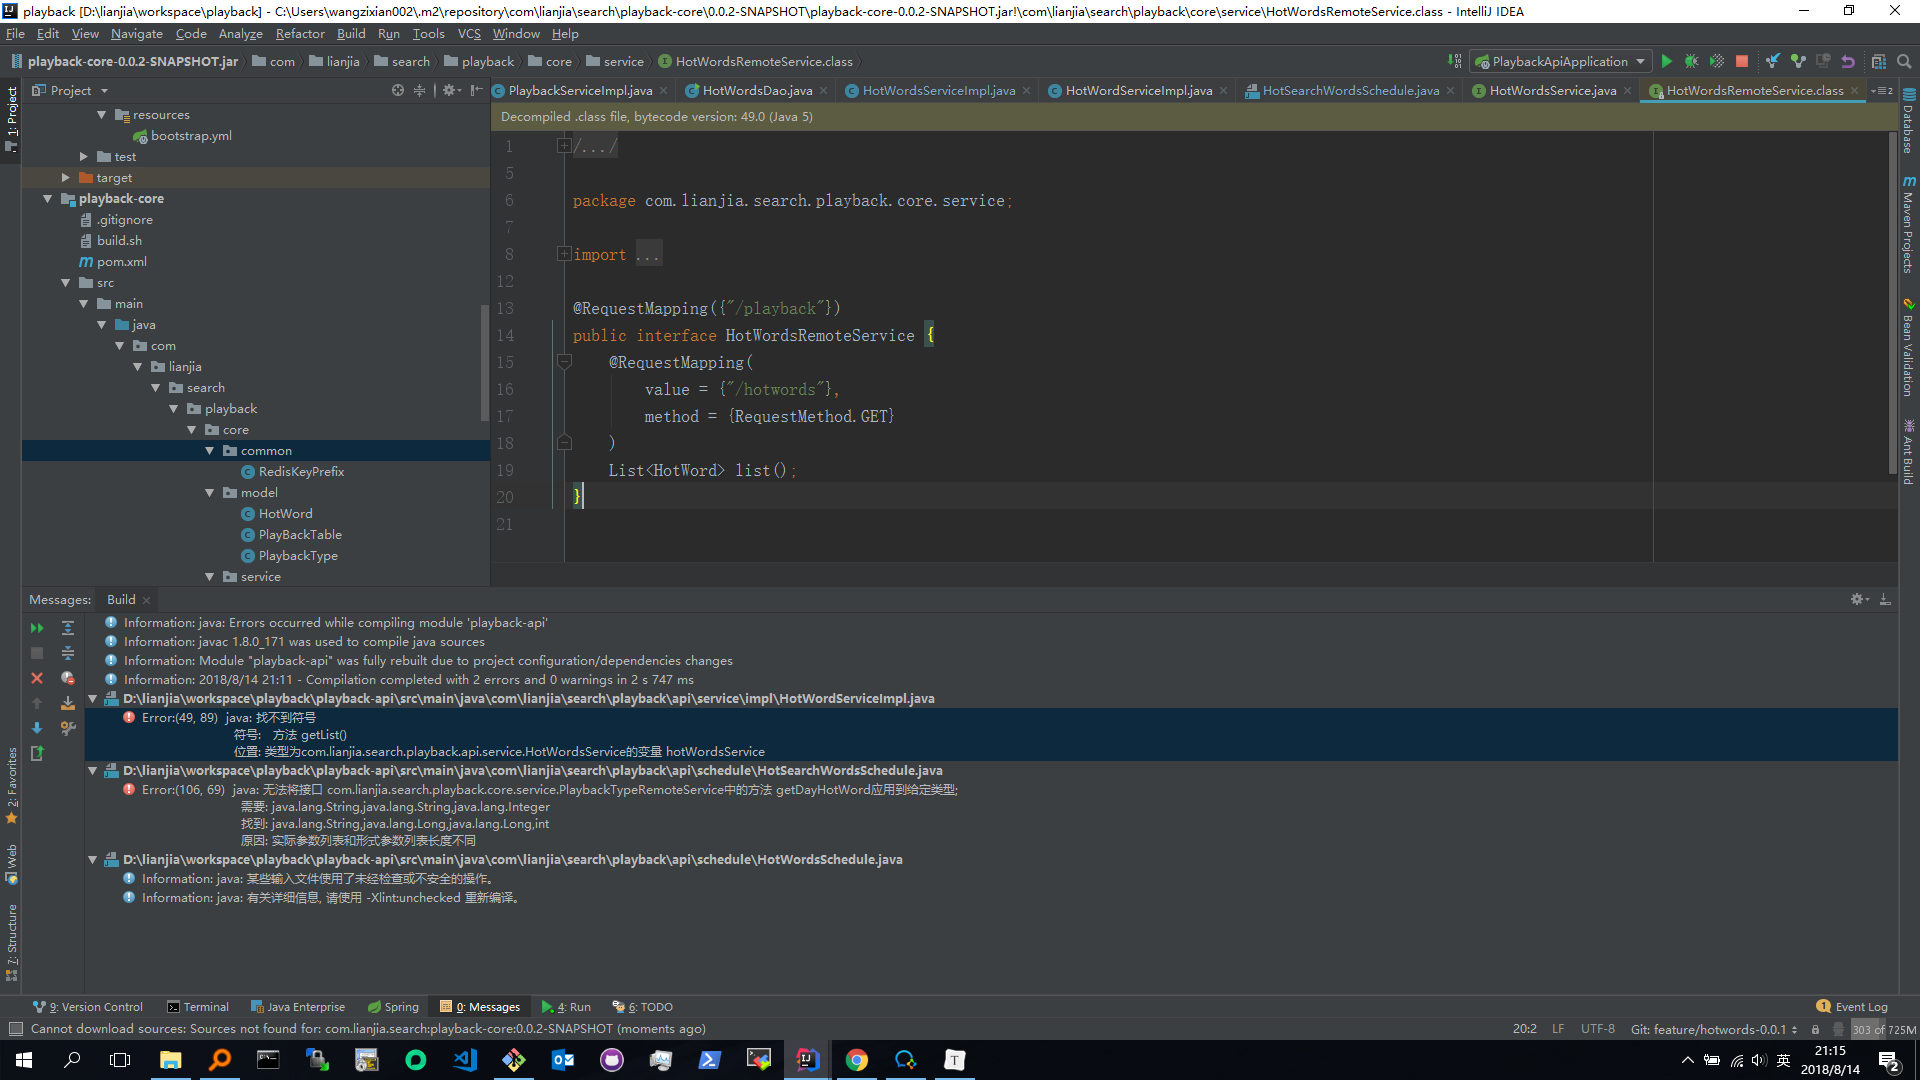 playback [D:\lianjia\workspace\playback] - C:\Users\wangzixian002\.m2\repository\com\lianjia\search\playback-core\0.0.2-SNAPSHOT\playback-core-0.0.2-SNAPSHOT.jar!\com\lianjia\search\playback\core\service\HotWordsRemoteService.class - IntelliJ IDEA
File Edit View Navigate Code Analyze Refactor Build Run Tools VCS Window Help
playback-core-0.0.2-SNAPSHOT.jar com lianjia search playback core service HotWordsRemoteService.class PlaybackApiApplication
1: Project
Project
PlaybackServiceImpl.java HotWordsDao.java HotWordsServiceImpl.java HotWordServiceImpl.java HotSearchWordsSchedule.java HotWordsService.java HotWordsRemoteService.class 2
Decompiled .class file, bytecode version: 49.0 (Java 5)
resources
bootstrap.yml
test
target
playback-core
.gitignore
build.sh
pom.xml
src
main
java
com
lianjia
search
playback
core
common
RedisKeyPrefix
model
HotWord
PlayBackTable
PlaybackType
service
1 /.../
5
6 package com.lianjia.search.playback.core.service;
7
8 import ...
12
13 @RequestMapping({"/playback"})
14 public interface HotWordsRemoteService {
15 @RequestMapping(
16 value = {"/hotwords"},
17 method = {RequestMethod.GET}
18 )
19 List<HotWord> list();
20 }
21
Database
Maven Projects
Bean Validation
Ant Build
Messages: Build
Information: java: Errors occurred while compiling module 'playback-api'
Information: javac 1.8.0_171 was used to compile java sources
Information: Module "playback-api" was fully rebuilt due to project configuration/dependencies changes
Information: 2018/8/14 21:11 - Compilation completed with 2 errors and 0 warnings in 2 s 747 ms
D:\lianjia\workspace\playback\playback-api\src\main\java\com\lianjia\search\playback\api\service\impl\HotWordServiceImpl.java
Error:(49, 89) java: 找不到符号
符号: 方法 getList()
位置: 类型为com.lianjia.search.playback.api.service.HotWordsService的变量 hotWordsService
D:\lianjia\workspace\playback\playback-api\src\main\java\com\lianjia\search\playback\api\schedule\HotSearchWordsSchedule.java
Error:(106, 69) java: 无法将接口 com.lianjia.search.playback.core.service.PlaybackTypeRemoteService中的方法 getDayHotWord应用到给定类型;
需要: java.lang.String,java.lang.String,java.lang.Integer
找到: java.lang.String,java.lang.Long,java.lang.Long,int
原因: 实际参数列表和形式参数列表长度不同
D:\lianjia\workspace\playback\playback-api\src\main\java\com\lianjia\search\playback\api\schedule\HotWordsSchedule.java
Information: java: 某些输入文件使用了未经检查或不安全的操作。
Information: java: 有关详细信息, 请使用 -Xlint:unchecked 重新编译。
2: Favorites
Web
7: Structure
9: Version Control Terminal Java Enterprise Spring 0: Messages 4: Run 6: TODO 1 Event Log
Cannot download sources: Sources not found for: com.lianjia.search:playback-core:0.0.2-SNAPSHOT (moments ago) 20:2 LF UTF-8 Git: feature/hotwords-0.0.1 303 of 725M
英 21:15
2018/8/14 2